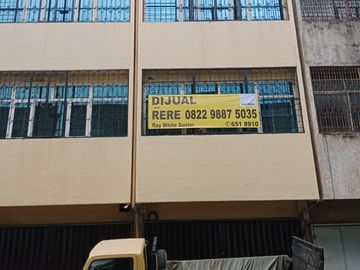 DIJUAL
RERE 0822 9887 5035
Ray White Sunter 651 8910